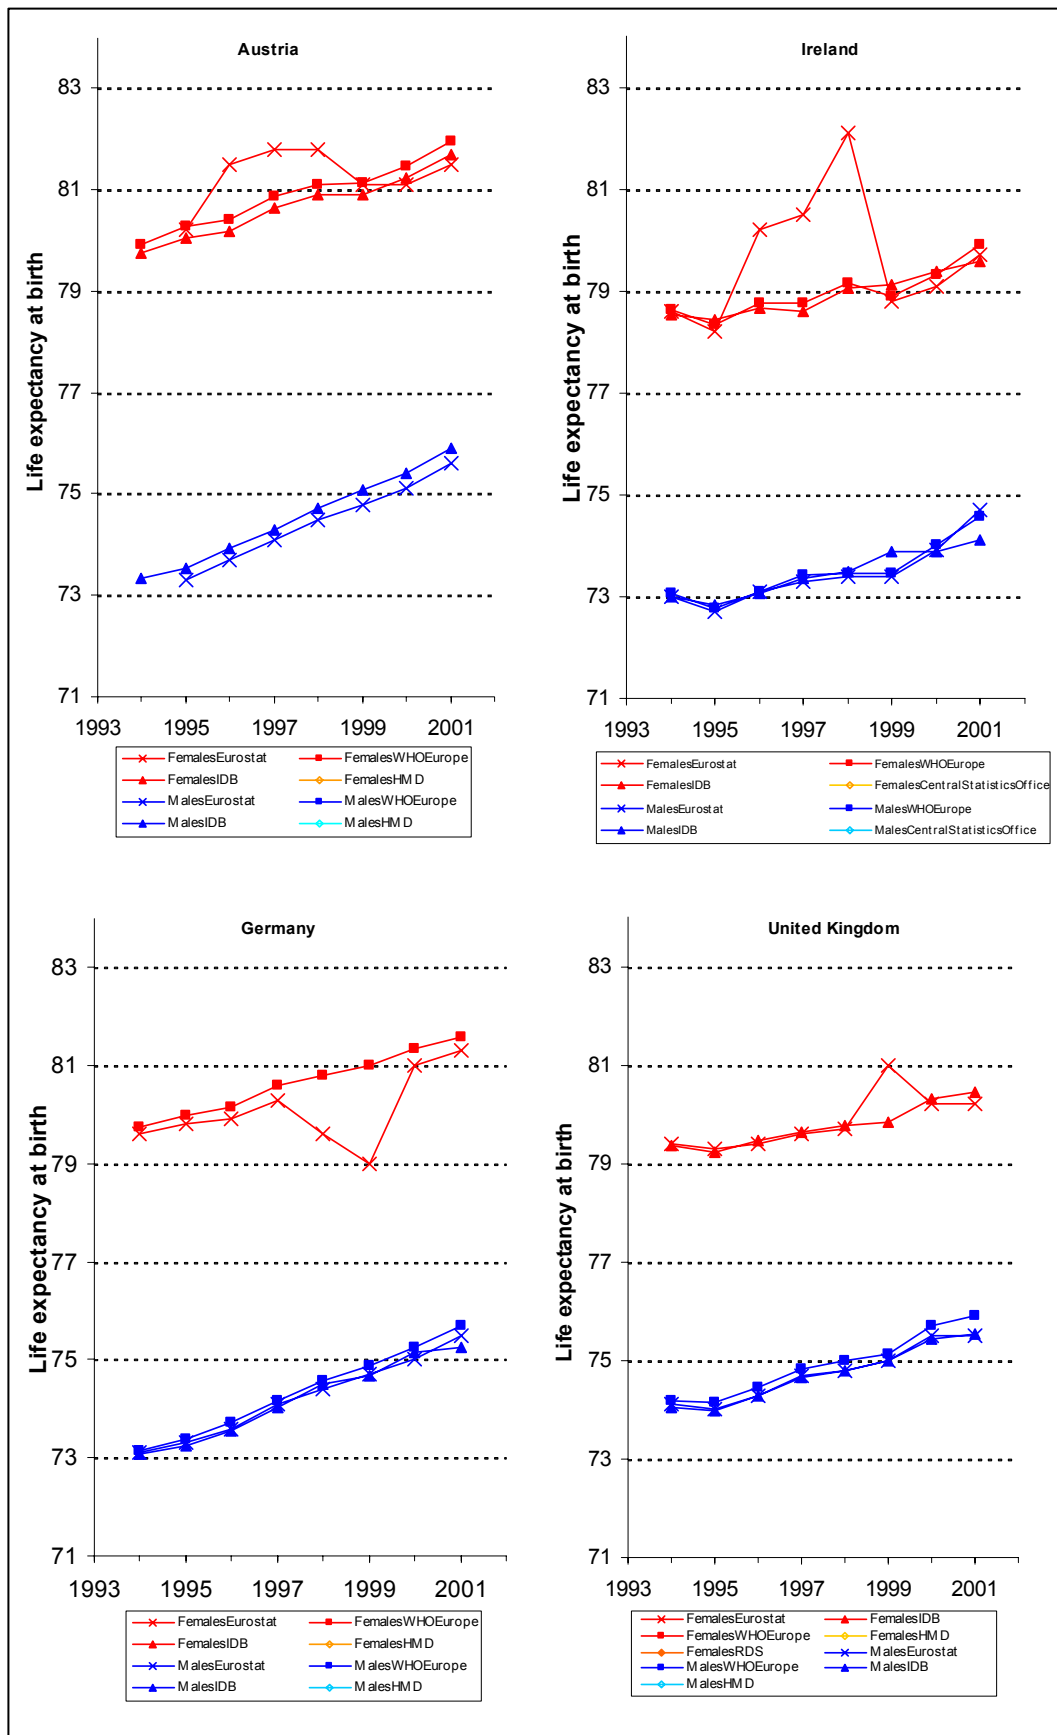 Austria
Life expectancy at birth
83
81
79
77
75
73
71
1993 1995 1997 1999 2001
FemalesEurostat FemalesWHOEurope
FemalesIDB FemalesHMD
MalesEurostat MalesWHOEurope
MalesIDB MalesHMD
Ireland
Life expectancy at birth
83
81
79
77
75
73
71
1993 1995 1997 1999 2001
FemalesEurostat FemalesWHOEurope
FemalesIDB FemalesCentralStatisticsOffice
MalesEurostat MalesWHOEurope
MalesIDB MalesCentralStatisticsOffice
Germany
Life expectancy at birth
83
81
79
77
75
73
71
1993 1995 1997 1999 2001
FemalesEurostat FemalesWHOEurope
FemalesIDB FemalesHMD
MalesEurostat MalesWHOEurope
MalesIDB MalesHMD
United Kingdom
Life expectancy at birth
83
81
79
77
75
73
71
1993 1995 1997 1999 2001
FemalesEurostat FemalesIDB
FemalesWHOEurope FemalesHMD
FemalesRDS MalesEurostat
MalesWHOEurope MalesIDB
MalesHMD